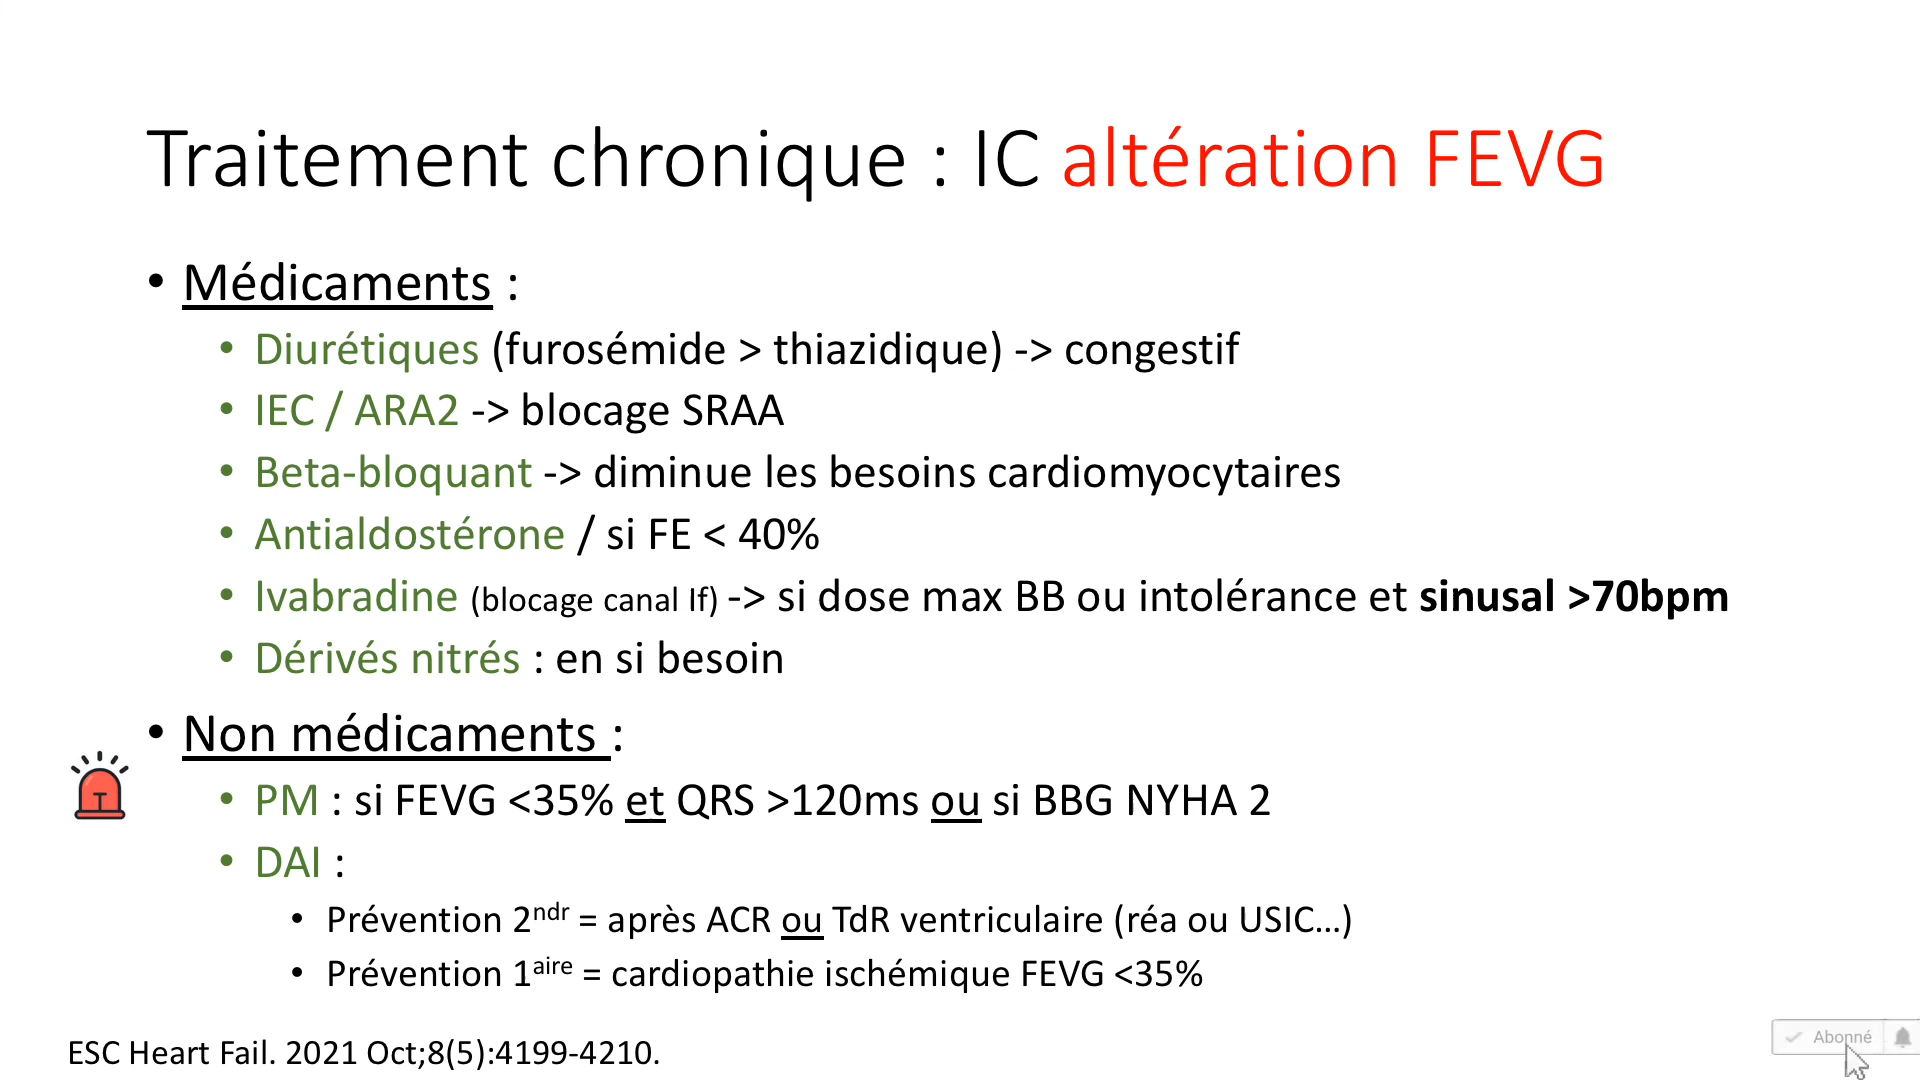 Traitement chronique : IC altération FEVG
• Médicaments :
• Diurétiques (furosémide > thiazidique) -> congestif
• IEC / ARA2 -> blocage SRAA
• Beta-bloquant -> diminue les besoins cardiomyocytaires
• Antialdostérone / si FE < 40%
• Ivabradine (blocage canal If) -> si dose max BB ou intolérance et sinusal >70bpm
• Dérivés nitrés : en si besoin
• Non médicaments :
• PM : si FEVG <35% et QRS >120ms ou si BBG NYHA 2
• DAI :
• Prévention 2ndr = après ACR ou TdR ventriculaire (réa ou USIC…)
• Prévention 1aire = cardiopathie ischémique FEVG <35%
ESC Heart Fail. 2021 Oct;8(5):4199-4210.
Abonné